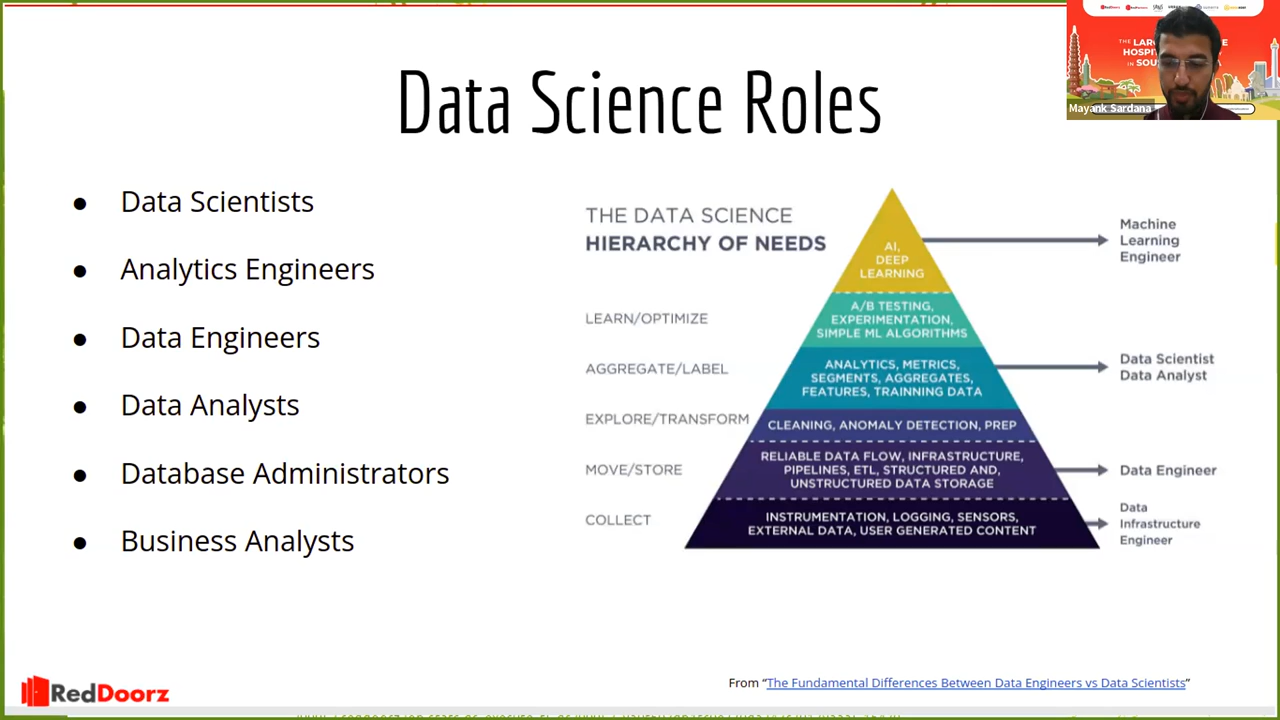 Data Science Roles
Mayank Sardana
● Data Scientists
● Analytics Engineers
● Data Engineers
● Data Analysts
● Database Administrators
● Business Analysts
THE DATA SCIENCE
HIERARCHY OF NEEDS
LEARN/OPTIMIZE
AGGREGATE/LABEL
EXPLORE/TRANSFORM
MOVE/STORE
COLLECT
AI,
DEEP
LEARNING
A/B TESTING,
EXPERIMENTATION,
SIMPLE ML ALGORITHMS
ANALYTICS, METRICS,
SEGMENTS, AGGREGATES,
FEATURES, TRAINNING DATA
CLEANING, ANOMALY DETECTION, PREP
RELIABLE DATA FLOW, INFRASTRUCTURE,
PIPELINES, ETL, STRUCTURED AND,
UNSTRUCTURED DATA STORAGE
INSTRUMENTATION, LOGGING, SENSORS,
EXTERNAL DATA, USER GENERATED CONTENT
Machine
Learning
Engineer
Data Scientist
Data Analyst
Data Engineer
Data
Infrastructure
Engineer
RedDoorz
From “The Fundamental Differences Between Data Engineers vs Data Scientists”